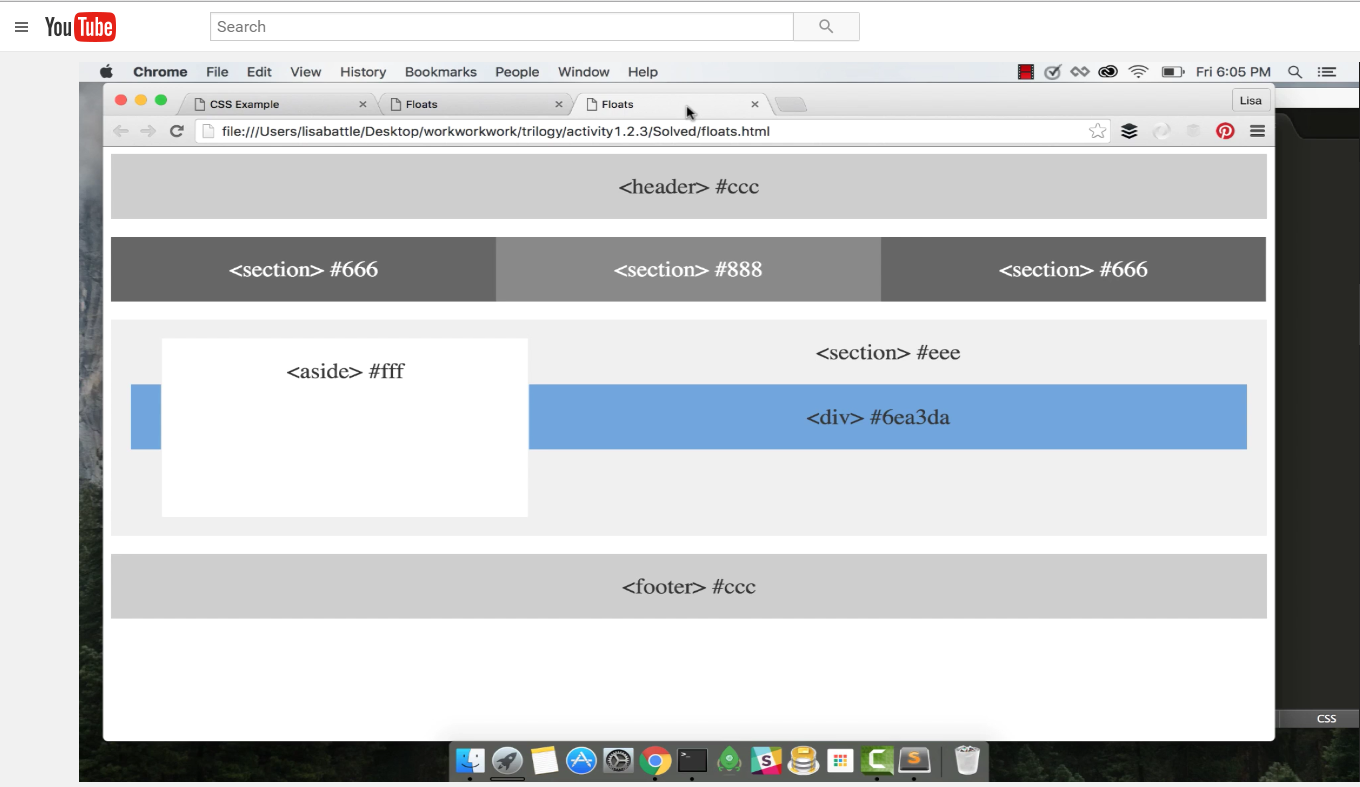 YouTube
Search
Chrome File Edit View History Bookmarks People Window Help Fri 6:05 PM
CSS Example Floats Floats Lisa
file:///Users/lisabattle/Desktop/workworkwork/trilogy/activity1.2.3/Solved/floats.html
<header> #ccc
<section> #666 <section> #888 <section> #666
<section> #eee
<aside> #fff
<div> #6ea3da
<footer> #ccc
CSS